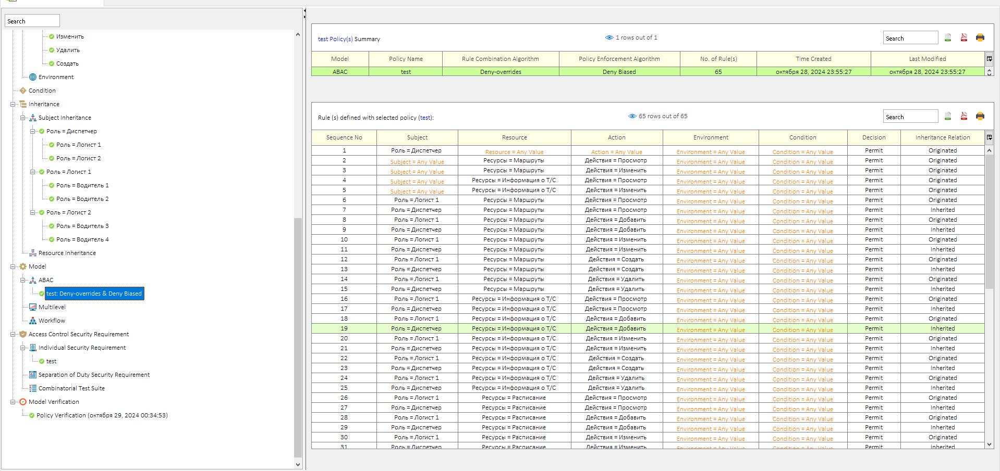 Search
Изменить
Удалить
Создать
Environment
Condition
Inheritance
Subject Inheritance
Роль = Диспетчер
Роль = Логист 1
Роль = Логист 2
Роль = Логист 1
Роль = Водитель 1
Роль = Водитель 2
Роль = Логист 2
Роль = Водитель 3
Роль = Водитель 4
Resource Inheritance
Model
ABAC
test: Deny-overrides & Deny Biased
Multilevel
Workflow
Access Control Security Requirement
Individual Security Requirement
test
Separation of Duty Security Requirement
Combinatorial Test Suite
Model Verification
Policy Verification (октября 29, 2024 00:34:53)
test Policy(s) Summary 1 rows out of 1 Search
Model Policy Name Rule Combination Algorithm Policy Enforcement Algorithm No. of Rule(s) Time Created Last Modified
ABAC test Deny-overrides Deny Biased 65 октября 28, 2024 23:55:27 октября 28, 2024 23:55:27
Rule (s) defined with selected policy (test): 65 rows out of 65 Search
Sequence No Subject Resource Action Environment Condition Decision Inheritance Relation
1 Роль = Диспетчер Resource = Any Value Action = Any Value Environment = Any Value Condition = Any Value Permit Originated
2 Subject = Any Value Ресурсы = Маршруты Действия = Просмотр Environment = Any Value Condition = Any Value Permit Originated
3 Subject = Any Value Ресурсы = Маршруты Действия = Изменить Environment = Any Value Condition = Any Value Permit Originated
4 Subject = Any Value Ресурсы = Информация о Т/С Действия = Просмотр Environment = Any Value Condition = Any Value Permit Originated
5 Subject = Any Value Ресурсы = Информация о Т/С Действия = Изменить Environment = Any Value Condition = Any Value Permit Originated
6 Роль = Логист 1 Ресурсы = Маршруты Действия = Просмотр Environment = Any Value Condition = Any Value Permit Originated
7 Роль = Диспетчер Ресурсы = Маршруты Действия = Просмотр Environment = Any Value Condition = Any Value Permit Inherited
8 Роль = Логист 1 Ресурсы = Маршруты Действия = Добавить Environment = Any Value Condition = Any Value Permit Originated
9 Роль = Диспетчер Ресурсы = Маршруты Действия = Добавить Environment = Any Value Condition = Any Value Permit Inherited
10 Роль = Логист 1 Ресурсы = Маршруты Действия = Изменить Environment = Any Value Condition = Any Value Permit Originated
11 Роль = Диспетчер Ресурсы = Маршруты Действия = Изменить Environment = Any Value Condition = Any Value Permit Inherited
12 Роль = Логист 1 Ресурсы = Маршруты Действия = Создать Environment = Any Value Condition = Any Value Permit Originated
13 Роль = Диспетчер Ресурсы = Маршруты Действия = Создать Environment = Any Value Condition = Any Value Permit Inherited
14 Роль = Логист 1 Ресурсы = Маршруты Действия = Удалить Environment = Any Value Condition = Any Value Permit Originated
15 Роль = Диспетчер Ресурсы = Маршруты Действия = Удалить Environment = Any Value Condition = Any Value Permit Inherited
16 Роль = Логист 1 Ресурсы = Информация о Т/С Действия = Просмотр Environment = Any Value Condition = Any Value Permit Originated
17 Роль = Диспетчер Ресурсы = Информация о Т/С Действия = Просмотр Environment = Any Value Condition = Any Value Permit Inherited
18 Роль = Логист 1 Ресурсы = Информация о Т/С Действия = Добавить Environment = Any Value Condition = Any Value Permit Originated
19 Роль = Диспетчер Ресурсы = Информация о Т/С Действия = Добавить Environment = Any Value Condition = Any Value Permit Inherited
20 Роль = Логист 1 Ресурсы = Информация о Т/С Действия = Изменить Environment = Any Value Condition = Any Value Permit Originated
21 Роль = Диспетчер Ресурсы = Информация о Т/С Действия = Изменить Environment = Any Value Condition = Any Value Permit Inherited
22 Роль = Логист 1 Ресурсы = Информация о Т/С Действия = Создать Environment = Any Value Condition = Any Value Permit Originated
23 Роль = Диспетчер Ресурсы = Информация о Т/С Действия = Создать Environment = Any Value Condition = Any Value Permit Inherited
24 Роль = Логист 1 Ресурсы = Информация о Т/С Действия = Удалить Environment = Any Value Condition = Any Value Permit Originated
25 Роль = Диспетчер Ресурсы = Информация о Т/С Действия = Удалить Environment = Any Value Condition = Any Value Permit Inherited
26 Роль = Логист 1 Ресурсы = Расписание Действия = Просмотр Environment = Any Value Condition = Any Value Permit Originated
27 Роль = Диспетчер Ресурсы = Расписание Действия = Просмотр Environment = Any Value Condition = Any Value Permit Inherited
28 Роль = Логист 1 Ресурсы = Расписание Действия = Добавить Environment = Any Value Condition = Any Value Permit Originated
29 Роль = Диспетчер Ресурсы = Расписание Действия = Добавить Environment = Any Value Condition = Any Value Permit Inherited
30 Роль = Логист 1 Ресурсы = Расписание Действия = Изменить Environment = Any Value Condition = Any Value Permit Originated
31 Роль = Диспетчер Ресурсы = Расписание Действия = Изменить Environment = Any Value Condition = Any Value Permit Inherited